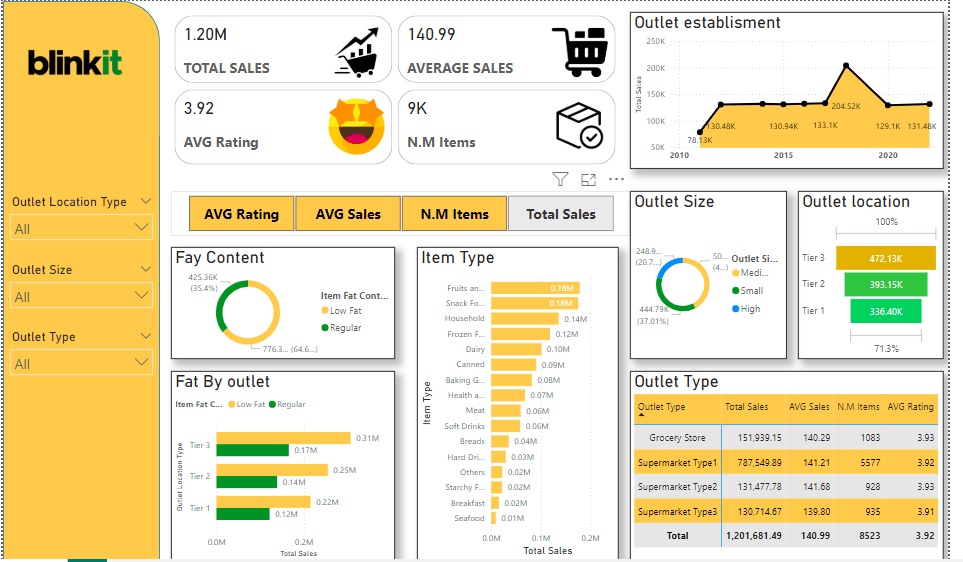 blinkit
Outlet Location Type
All
Outlet Size
All
Outlet Type
All
1.20M
TOTAL SALES
140.99
AVERAGE SALES
3.92
AVG Rating
9K
N.M Items
Outlet establisment
Total Sales
250K
200K
150K
100K
50K
78.13K
130.48K
130.94K
133.1K
204.52K
129.1K
131.48K
2010
2015
2020
AVG Rating
AVG Sales
N.M Items
Total Sales
Fay Content
425.36K
(35.4%)
776.3... (64.6...)
Item Fat Cont...
Low Fat
Regular
Fat By outlet
Item Fat C...
Low Fat
Regular
Outlet Location Type
Tier 3
0.31M
0.17M
Tier 2
0.25M
0.14M
Tier 1
0.22M
0.12M
0.0M
0.2M
Total Sales
Item Type
Item Type
Fruits an...
0.18M
Snack Fo...
0.18M
Household
0.14M
Frozen F...
0.12M
Dairy
0.10M
Canned
0.09M
Baking G...
0.08M
Health a...
0.07M
Meat
0.06M
Soft Drinks
0.06M
Breads
0.04M
Hard Dri...
0.03M
Others
0.02M
Starchy F...
0.02M
Breakfast
0.02M
Seafood
0.01M
0.0M
0.1M
0.2M
Total Sales
Outlet Size
248.9...
(20.7...)
50...
(4...)
444.79K
(37.01%)
Outlet Si...
Medi...
Small
High
Outlet location
100%
Tier 3
472.13K
Tier 2
393.15K
Tier 1
336.40K
71.3%
Outlet Type
Outlet Type Total Sales AVG Sales N.M Items AVG Rating
Grocery Store 151,939.15 140.29 1083 3.93
Supermarket Type1 787,549.89 141.21 5577 3.92
Supermarket Type2 131,477.78 141.68 928 3.93
Supermarket Type3 130,714.67 139.80 935 3.91
Total 1,201,681.49 140.99 8523 3.92